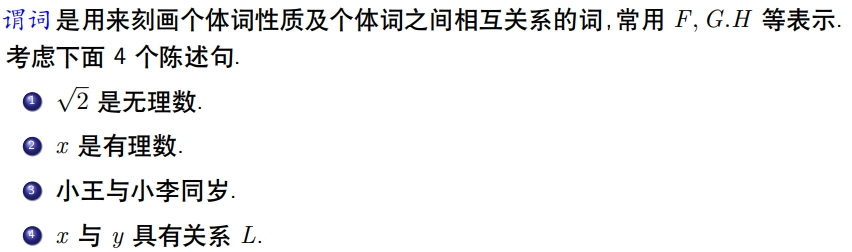 谓词是用来刻画个体词性质及个体词之间相互关系的词,常用 F, G.H 等表示.
考虑下面 4 个陈述句.
1 √2 是无理数.
2 x 是有理数.
3 小王与小李同岁.
4 x 与 y 具有关系 L.